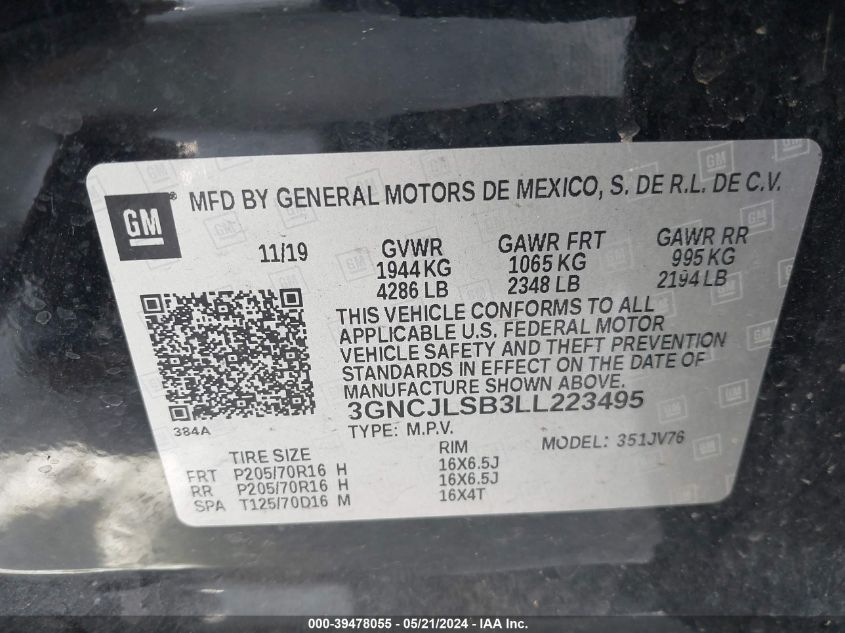 GM ® MFD BY GENERAL MOTORS DE MEXICO, S. DE R.L. DE C.V.
11/19 GVWR GAWR FRT GAWR RR
1944 KG 1065 KG 995 KG
4286 LB 2348 LB 2194 LB
THIS VEHICLE CONFORMS TO ALL
APPLICABLE U.S. FEDERAL MOTOR
VEHICLE SAFETY AND THEFT PREVENTION
STANDARDS IN EFFECT ON THE DATE OF
MANUFACTURE SHOWN ABOVE.
3GNCJLSB3LL223495
384A TYPE: M.P.V. MODEL: 351JV76
TIRE SIZE RIM
FRT P205/70R16 H 16X6.5J
RR P205/70R16 H 16X6.5J
SPA T125/70D16 M 16X4T
000-39478055 - 05/21/2024 - IAA Inc.